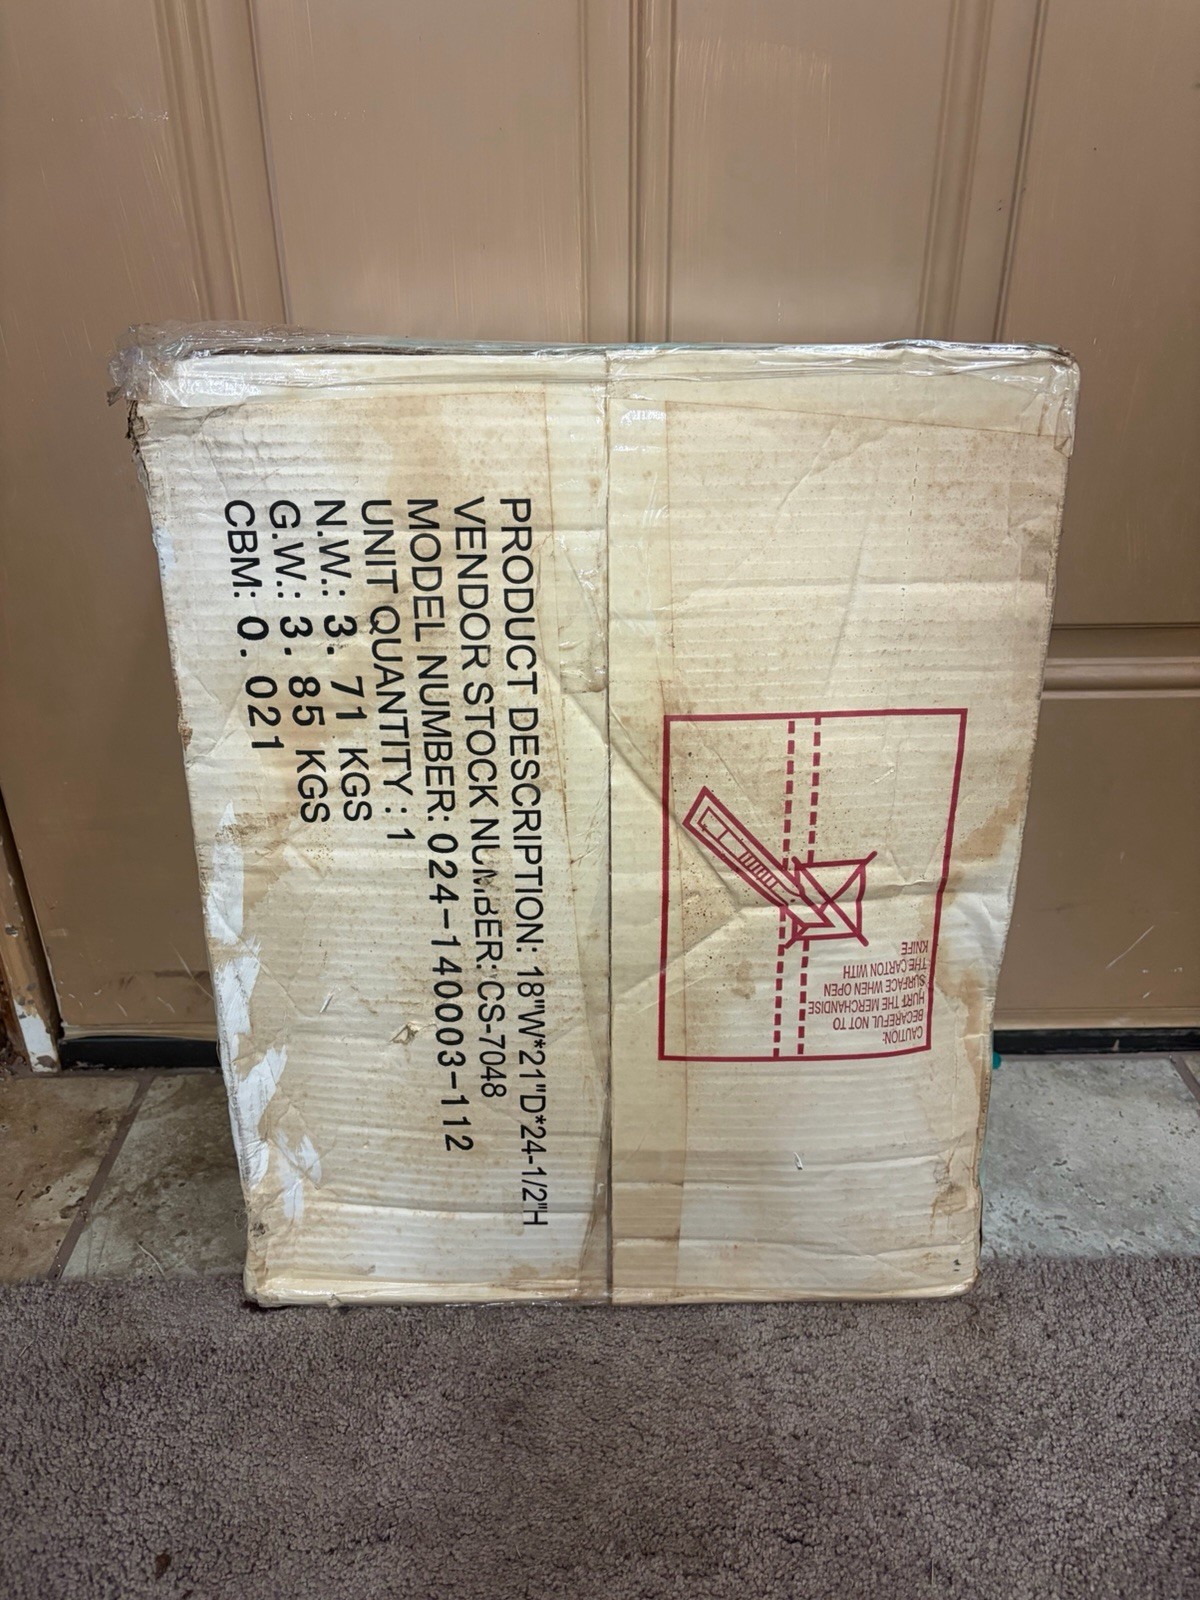 PRODUCT DESCRIPTION: 18"W*21"D*24-1/2"H
VENDOR STOCK NUMBER: CS-7048
MODEL NUMBER: 024-140003-112
UNIT QUANTITY : 1
N.W.: 3. 71 KGS
G.W.: 3. 85 KGS
CBM: 0. 021
CAUTION:
BECAREFUL NOT TO
HURT THE MERCHANDISE
SURFACE WHEN OPEN
THE CARTON WITH
KNIFE